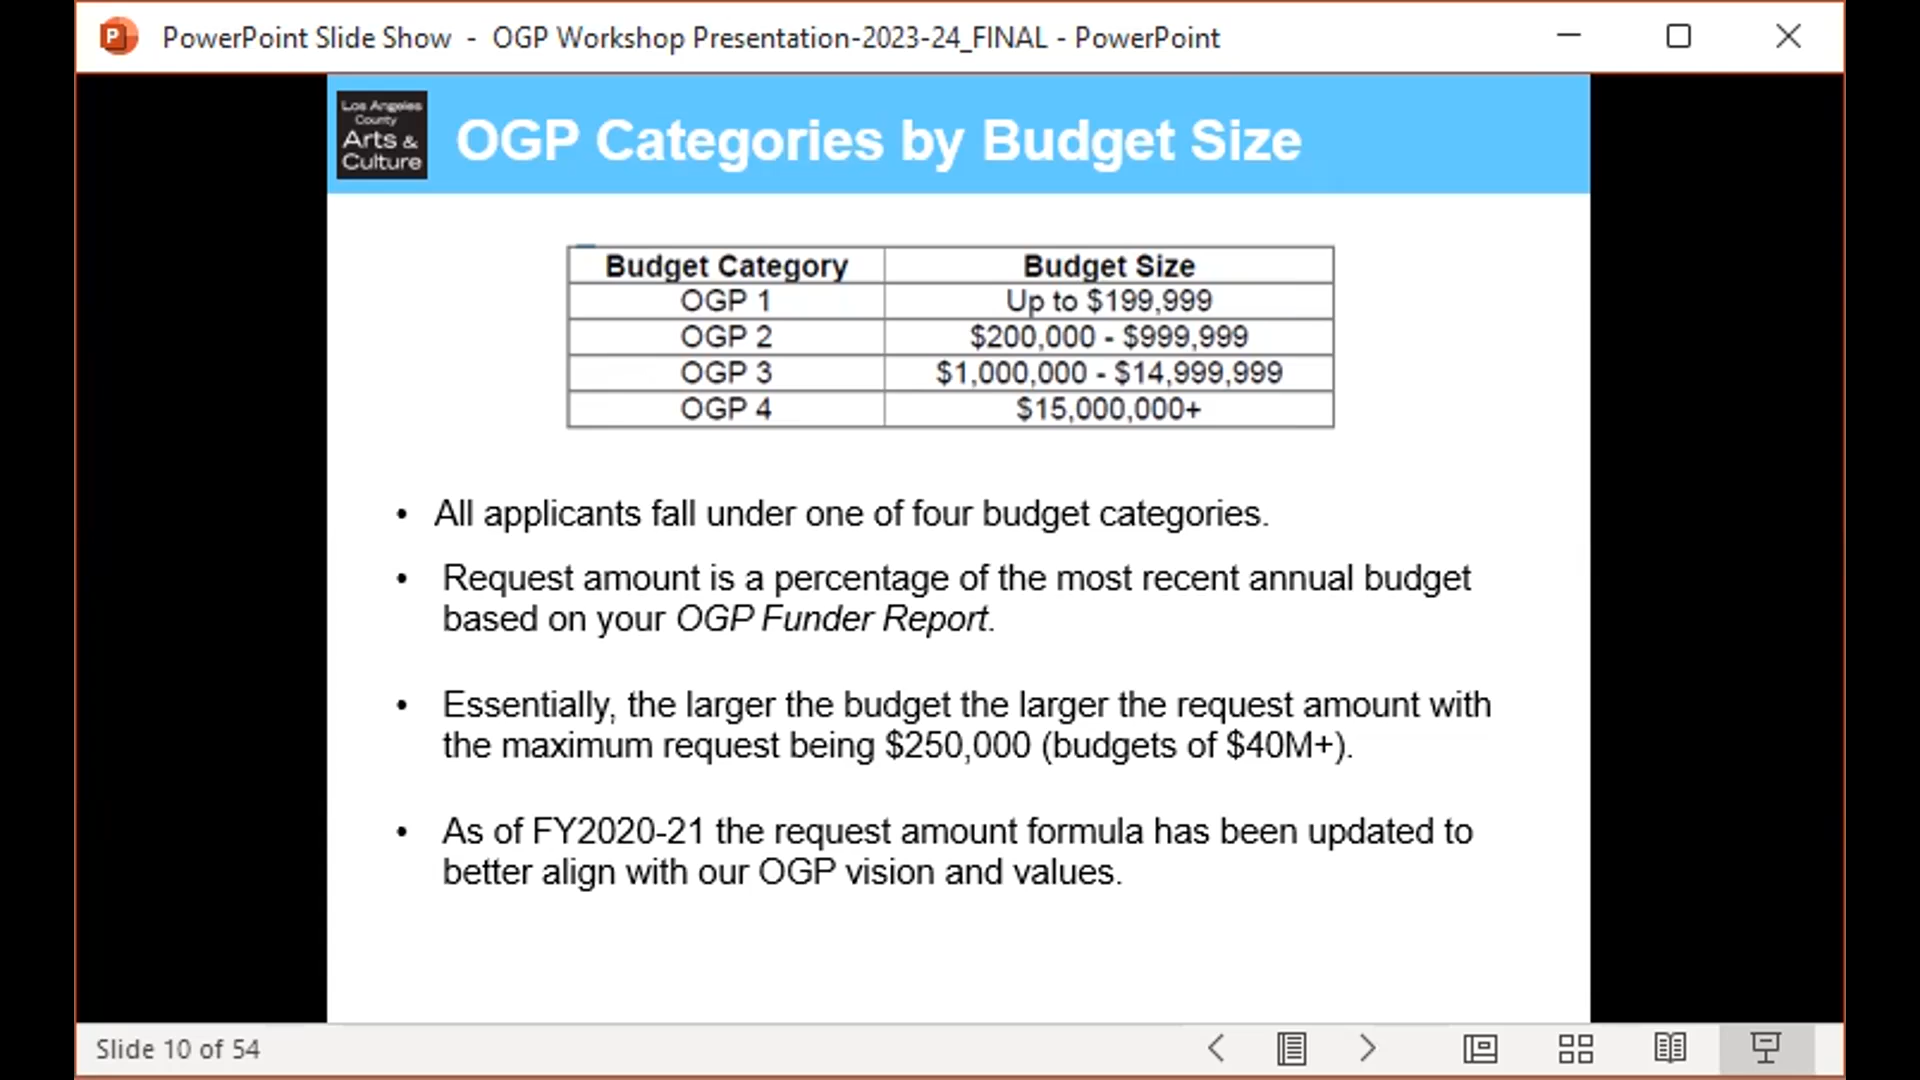 PowerPoint Slide Show - OGP Workshop Presentation-2023-24_FINAL - PowerPoint
Los Angeles
County
Arts &
Culture
OGP Categories by Budget Size
Budget Category Budget Size
OGP 1 Up to $199,999
OGP 2 $200,000 - $999,999
OGP 3 $1,000,000 - $14,999,999
OGP 4 $15,000,000+
• All applicants fall under one of four budget categories.
• Request amount is a percentage of the most recent annual budget
based on your OGP Funder Report.
• Essentially, the larger the budget the larger the request amount with
the maximum request being $250,000 (budgets of $40M+).
• As of FY2020-21 the request amount formula has been updated to
better align with our OGP vision and values.
Slide 10 of 54